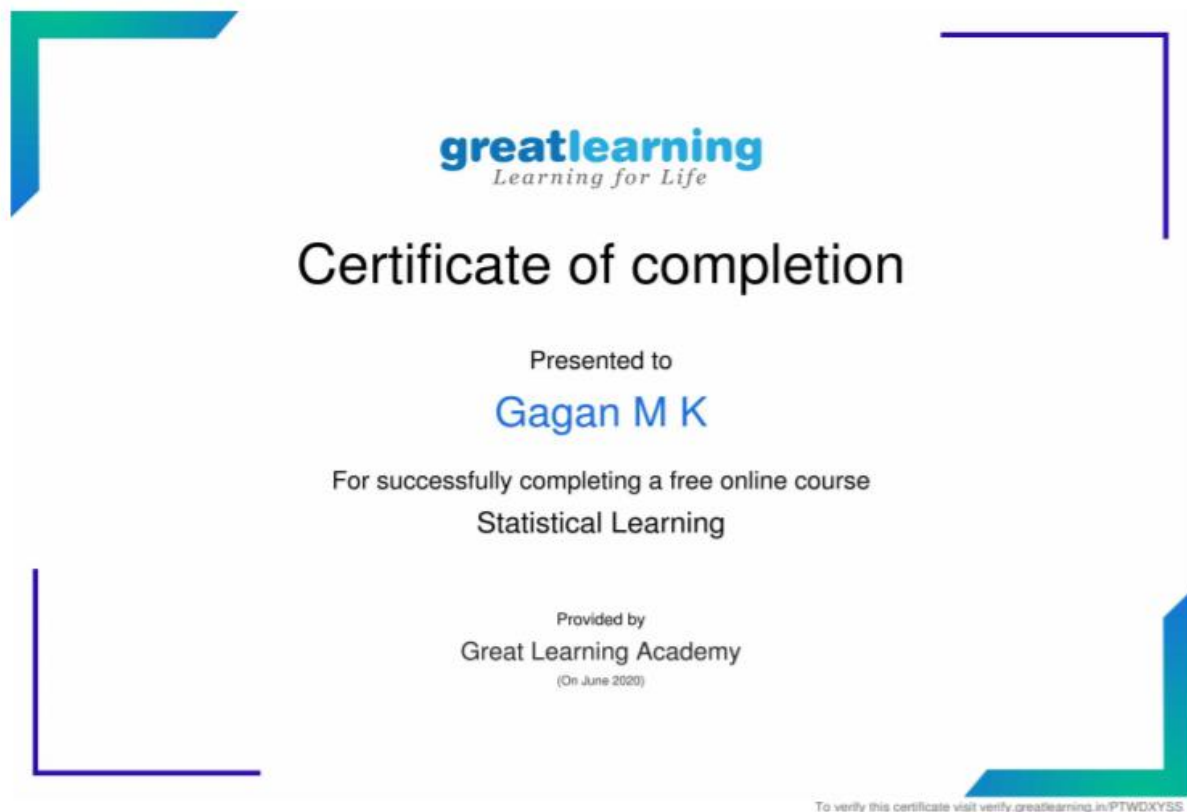 greatlearning
Learning for Life
Certificate of completion
Presented to
Gagan M K
For successfully completing a free online course
Statistical Learning
Provided by
Great Learning Academy
(On June 2020)
To verify this certificate visit verify.greatlearning.in/PTWDXYSS